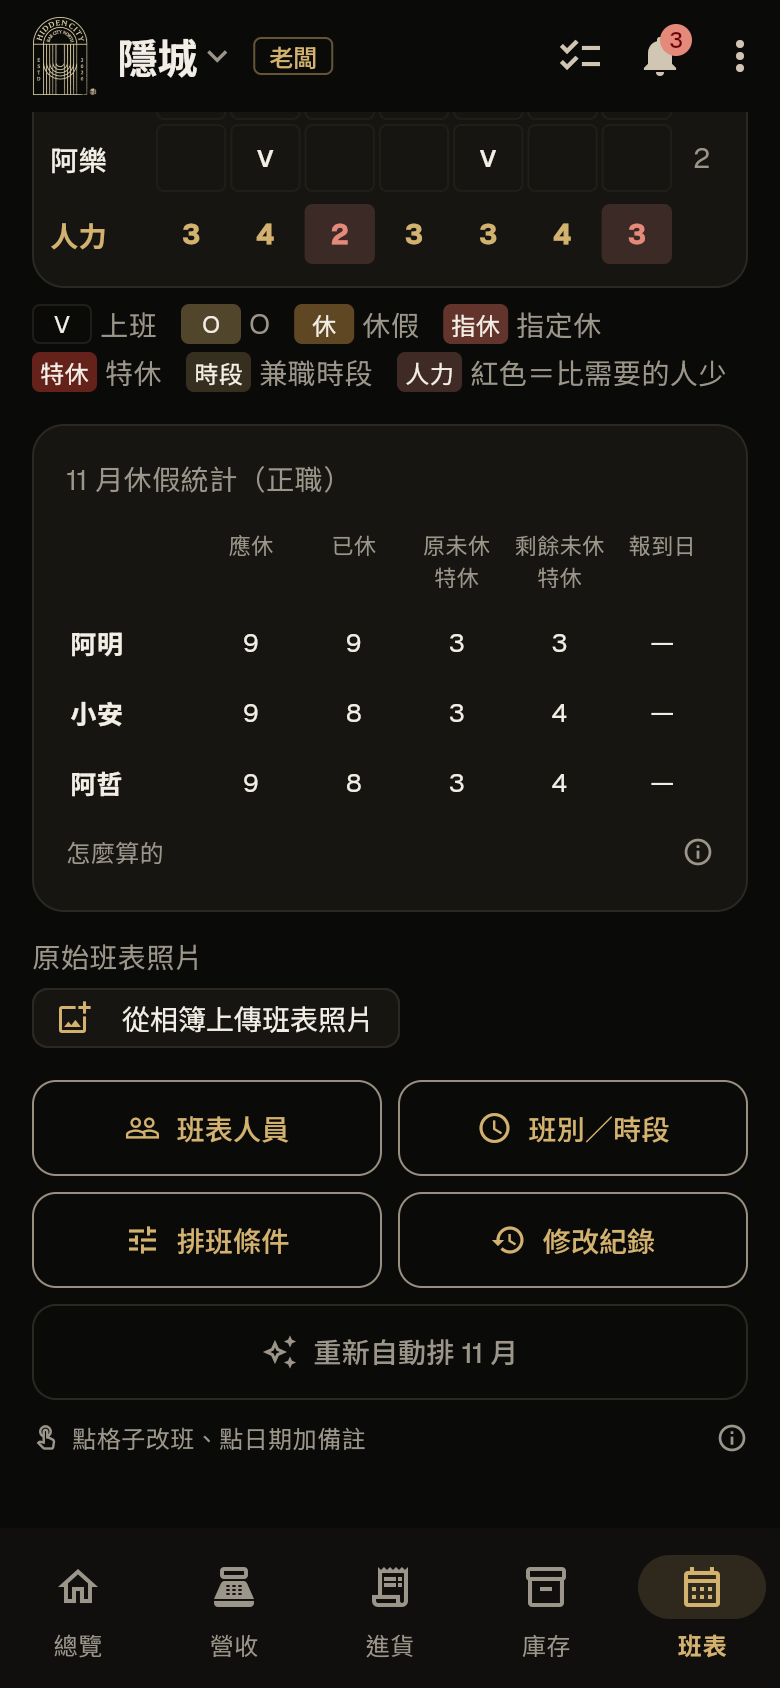 HIDDENCITY
隱城
老闆
3
阿樂 V V 2
人力 3 4 2 3 3 4 3
V 上班 O O 休 休假 指休 指定休
特休 特休 時段 兼職時段 人力 紅色＝比需要的人少
11 月休假統計（正職）
應休 已休 原未休特休 剩餘未休特休 報到日
阿明 9 9 3 3 —
小安 9 8 3 4 —
阿哲 9 8 3 4 —
怎麼算的
原始班表照片
從相簿上傳班表照片
班表人員 班別／時段
排班條件 修改紀錄
重新自動排 11 月
點格子改班、點日期加備註
總覽 營收 進貨 庫存 班表